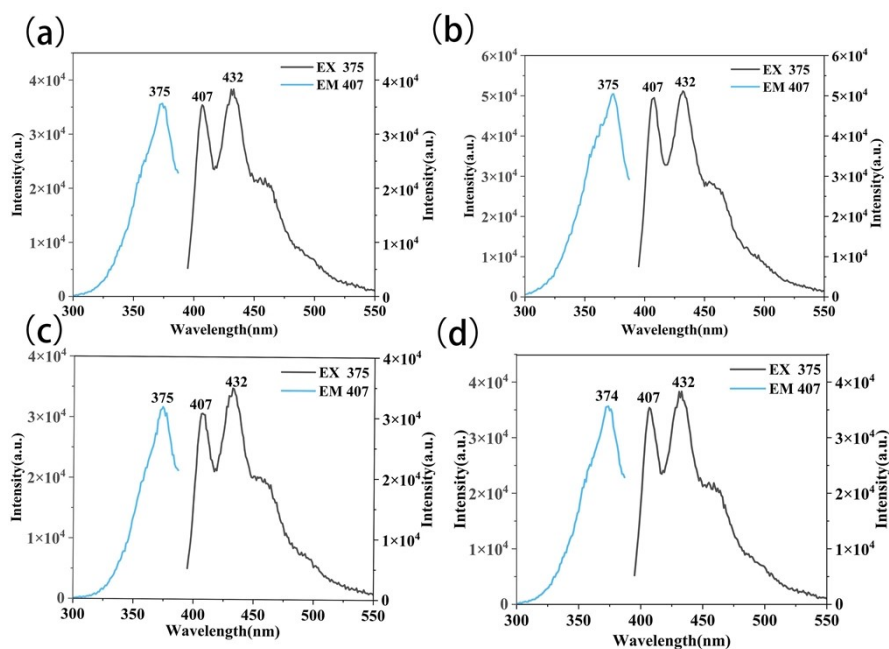 (a)
EX 375
EM 407
375
407
432
4×10⁴
3×10⁴
2×10⁴
1×10⁴
0
Intensity(a.u.)
4×10⁴
3×10⁴
2×10⁴
1×10⁴
0
Intensity(a.u.)
300 350 400 450 500 550
Wavelength(nm)
(b)
EX 375
EM 407
375
407
432
6×10⁴
5×10⁴
4×10⁴
3×10⁴
2×10⁴
1×10⁴
0
Intensity(a.u.)
6×10⁴
5×10⁴
4×10⁴
3×10⁴
2×10⁴
1×10⁴
0
Intensity(a.u.)
300 350 400 450 500 550
Wavelength(nm)
(c)
EX 375
EM 407
375
407
432
4×10⁴
3×10⁴
2×10⁴
1×10⁴
0
Intensity(a.u.)
4×10⁴
3×10⁴
2×10⁴
1×10⁴
0
Intensity(a.u.)
300 350 400 450 500 550
Wavelength(nm)
(d)
EX 375
EM 407
374
407
432
4×10⁴
3×10⁴
2×10⁴
1×10⁴
0
Intensity(a.u.)
4×10⁴
3×10⁴
2×10⁴
1×10⁴
0
Intensity(a.u.)
300 350 400 450 500 550
Wavelength(nm)